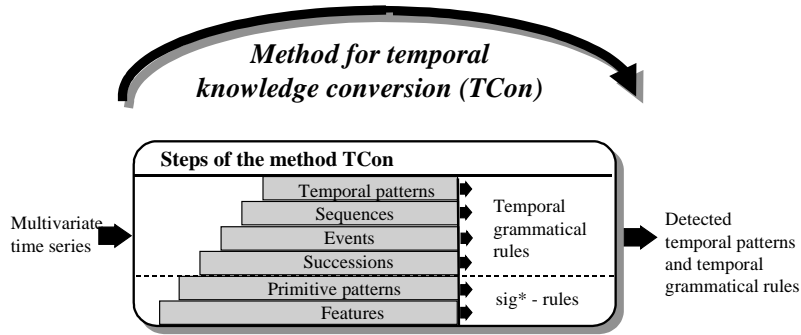 Method for temporal
knowledge conversion (TCon)
Steps of the method TCon
Multivariate
time series
Temporal patterns
Sequences
Events
Successions
Primitive patterns
Features
Temporal
grammatical
rules
sig* - rules
Detected
temporal patterns
and temporal
grammatical rules